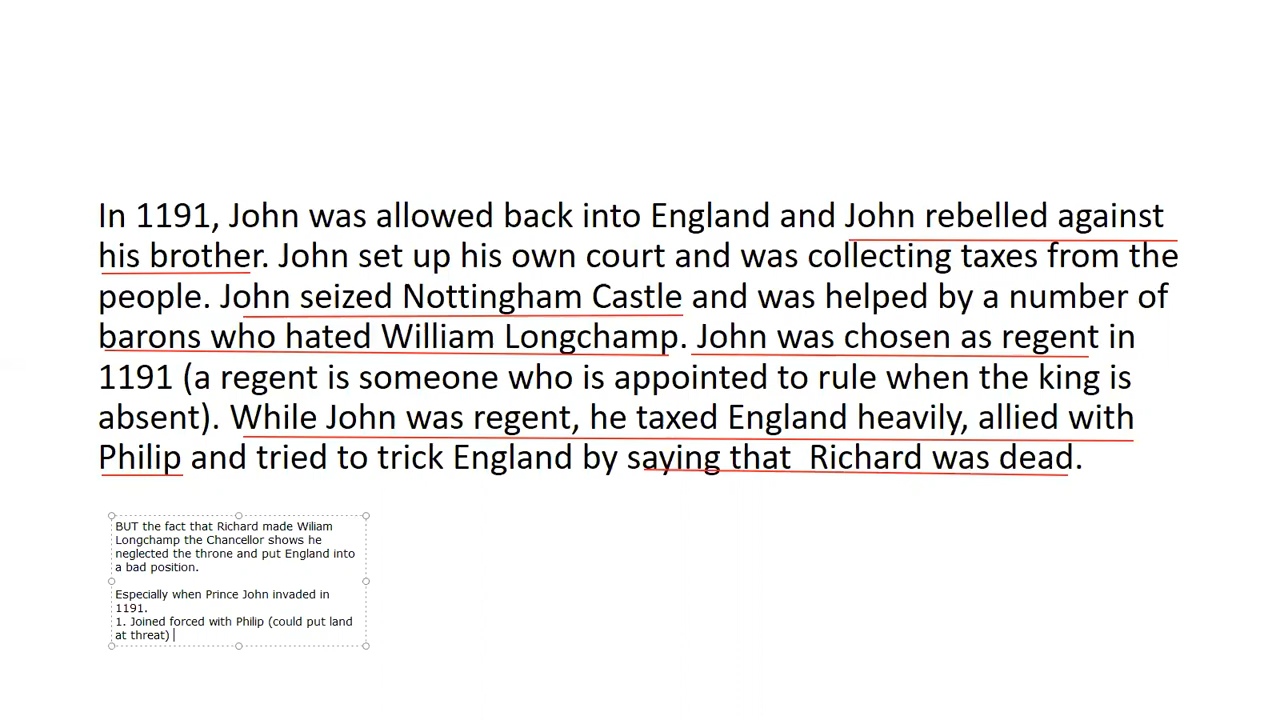 In 1191, John was allowed back into England and John rebelled against
his brother. John set up his own court and was collecting taxes from the
people. John seized Nottingham Castle and was helped by a number of
barons who hated William Longchamp. John was chosen as regent in
1191 (a regent is someone who is appointed to rule when the king is
absent). While John was regent, he taxed England heavily, allied with
Philip and tried to trick England by saying that  Richard was dead.
BUT the fact that Richard made Wiliam
Longchamp the Chancellor shows he
neglected the throne and put England into
a bad position.
Especially when Prince John invaded in
1191.
1. Joined forced with Philip (could put land
at threat)